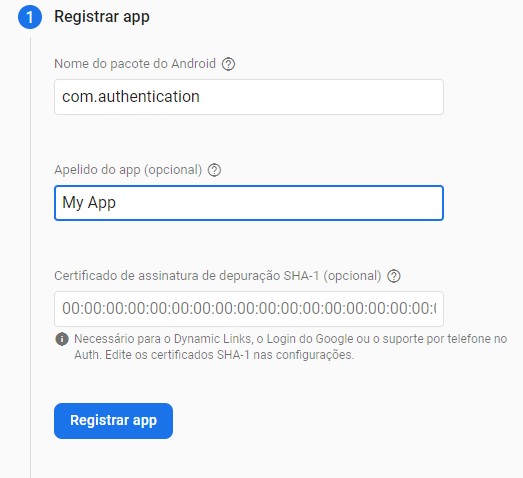 1 Registrar app
Nome do pacote do Android ?
com.authentication
Apelido do app (opcional) ?
My App
Certificado de assinatura de depuração SHA-1 (opcional) ?
00:00:00:00:00:00:00:00:00:00:00:00:00:00:00:00:00:0
i Necessário para o Dynamic Links, o Login do Google ou o suporte por telefone no
Auth. Edite os certificados SHA-1 nas configurações.
Registrar app